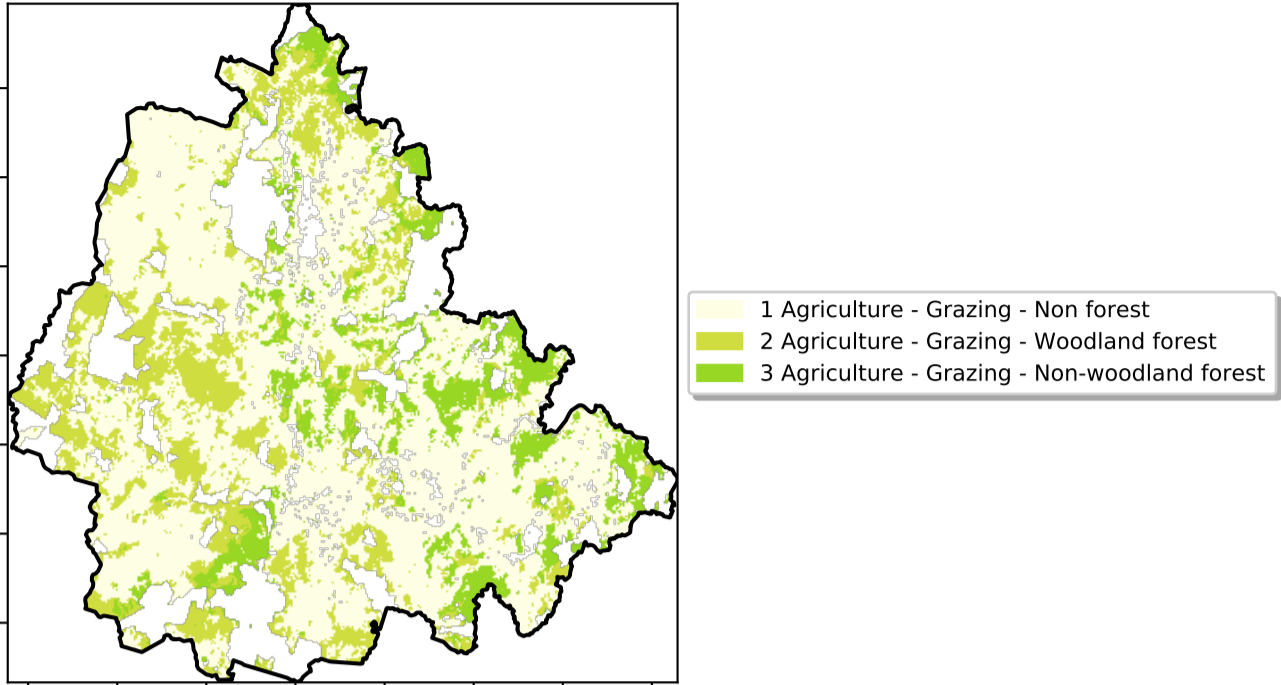 1 Agriculture - Grazing - Non forest
2 Agriculture - Grazing - Woodland forest
3 Agriculture - Grazing - Non-woodland forest